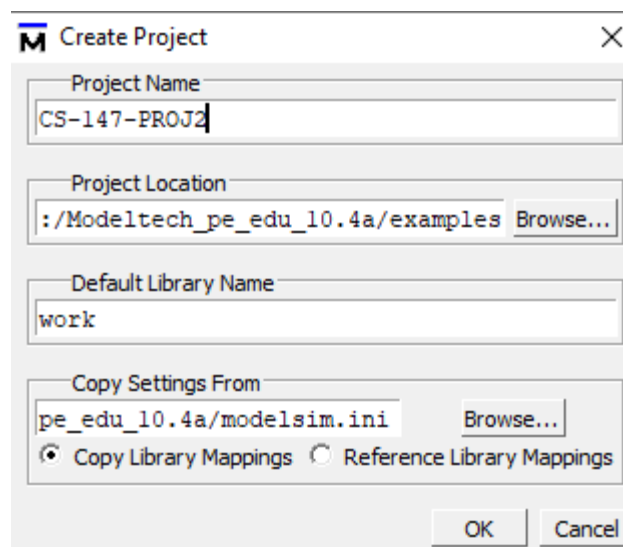 M Create Project
Project Name
CS-147-PROJ2
Project Location
:/Modeltech_pe_edu_10.4a/examples Browse...
Default Library Name
work
Copy Settings From
pe_edu_10.4a/modelsim.ini Browse...
Copy Library Mappings Reference Library Mappings
OK Cancel